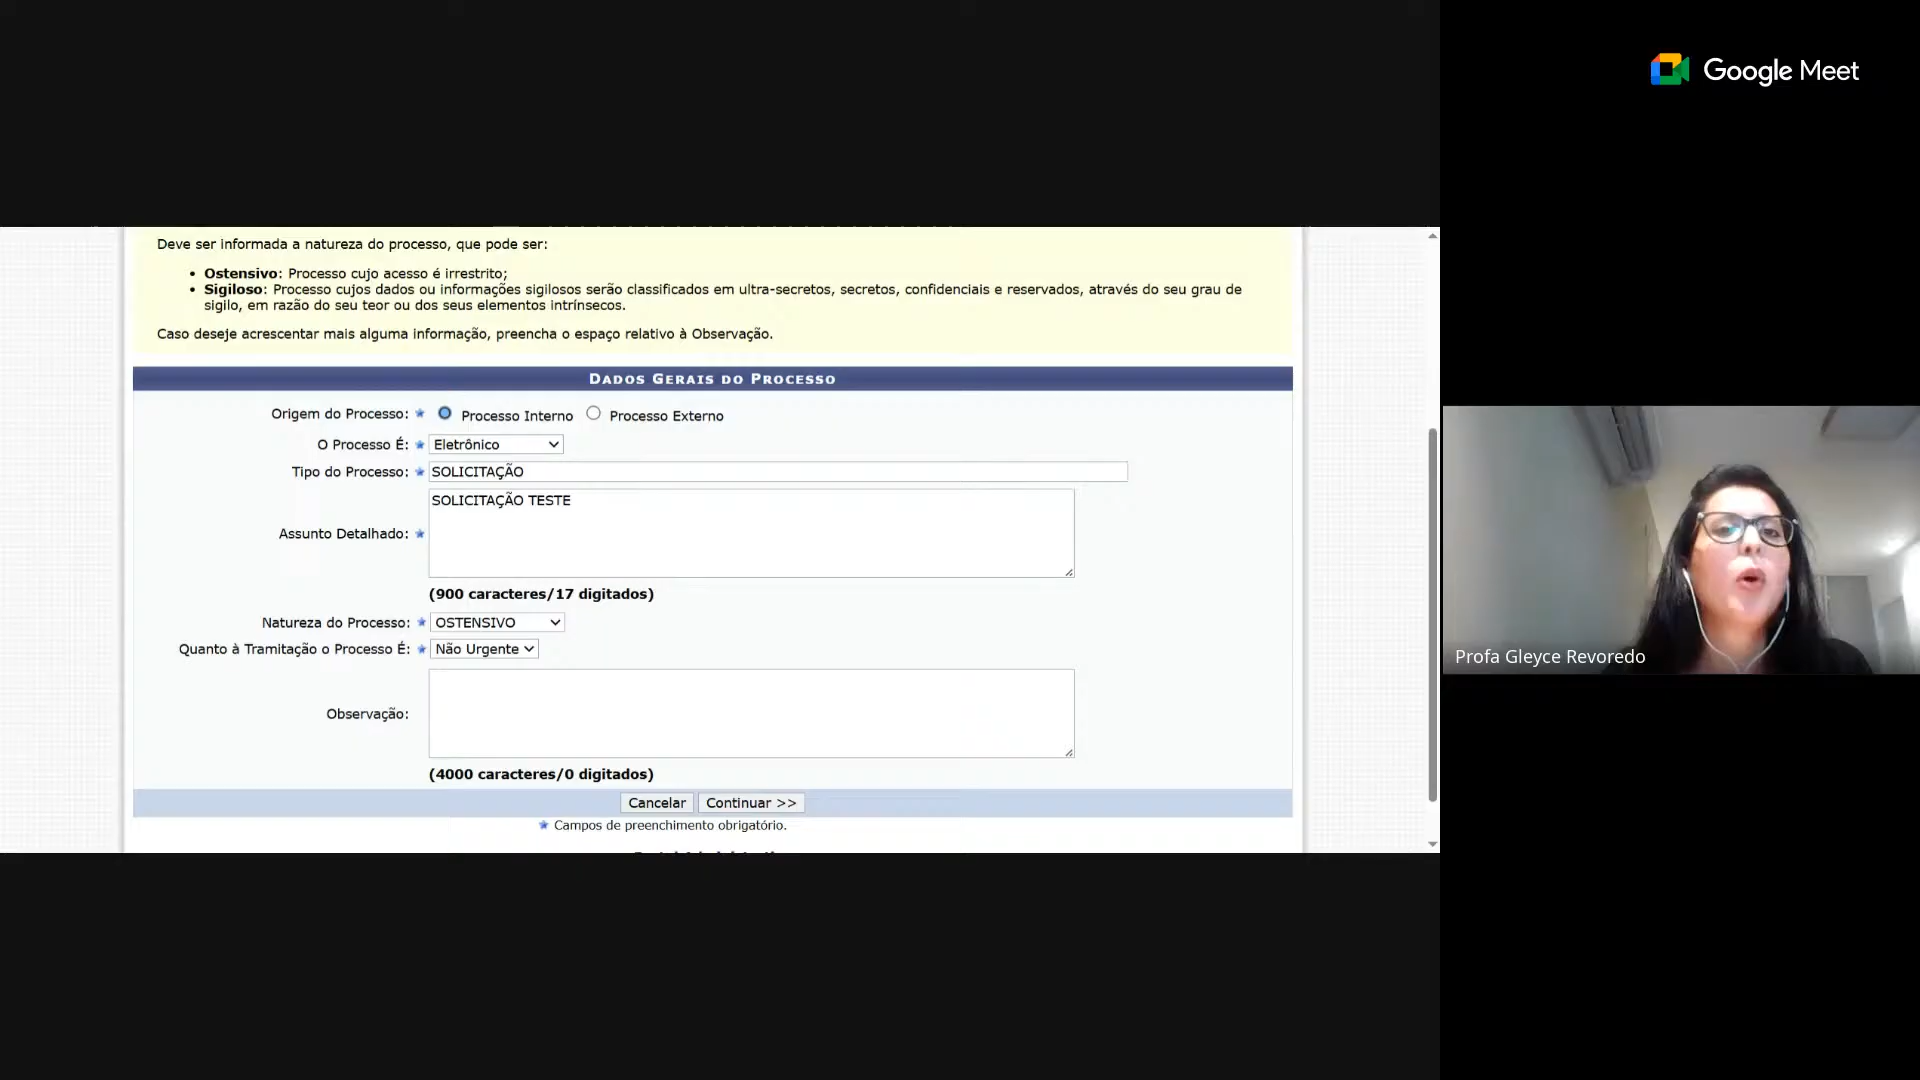 Google Meet
Deve ser informada a natureza do processo, que pode ser:
• Ostensivo: Processo cujo acesso é irrestrito;
• Sigiloso: Processo cujos dados ou informações sigilosos serão classificados em ultra-secretos, secretos, confidenciais e reservados, através do seu grau de
sigilo, em razão do seu teor ou dos seus elementos intrínsecos.
Caso deseje acrescentar mais alguma informação, preencha o espaço relativo à Observação.
DADOS GERAIS DO PROCESSO
Origem do Processo: Processo Interno Processo Externo
O Processo É: Eletrônico
Tipo do Processo: SOLICITAÇÃO
SOLICITAÇÃO TESTE
Assunto Detalhado:
(900 caracteres/17 digitados)
Natureza do Processo: OSTENSIVO
Quanto à Tramitação o Processo É: Não Urgente
Observação:
(4000 caracteres/0 digitados)
Cancelar Continuar >>
Campos de preenchimento obrigatório.
Profa Gleyce Revoredo